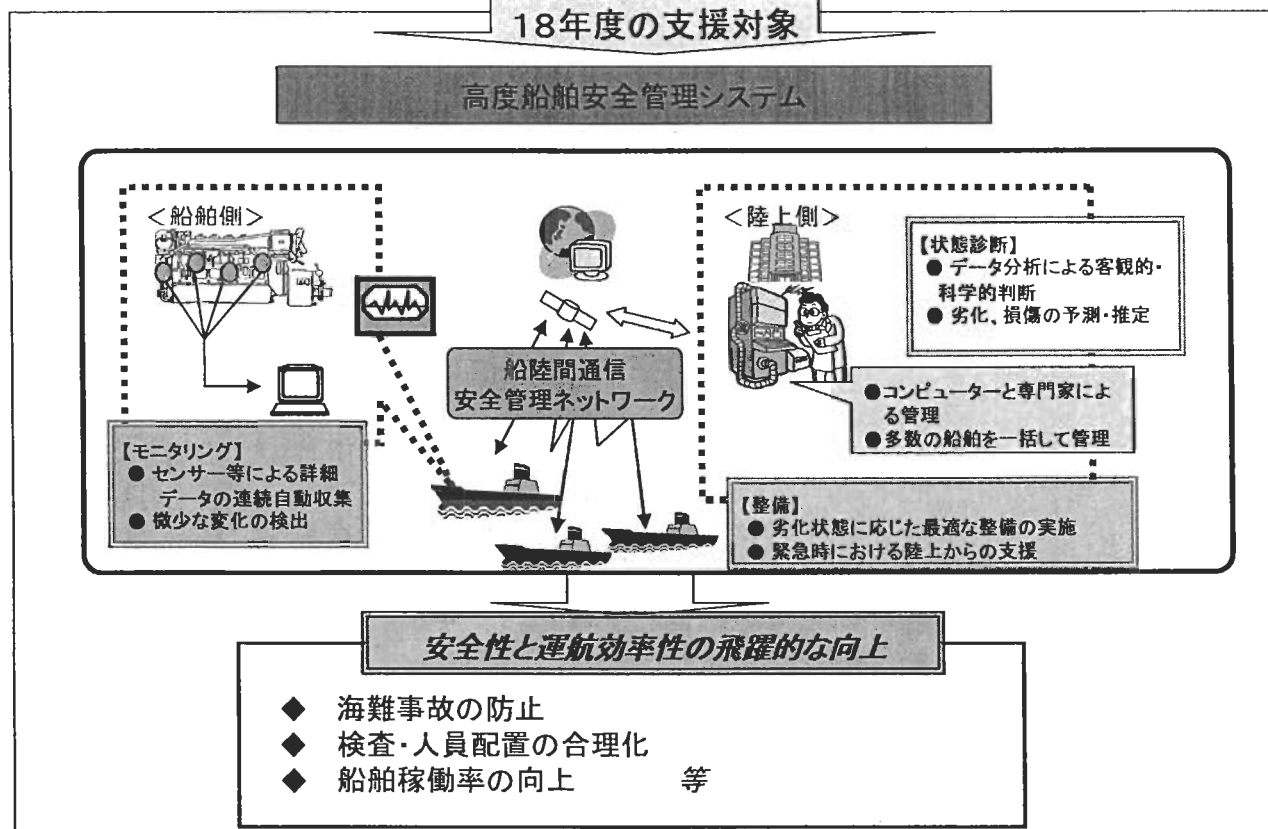 18年度の支援対象
高度船舶安全管理システム
＜船舶側＞
【モニタリング】
● センサー等による詳細
データの連続自動収集
● 微少な変化の検出
船陸間通信
安全管理ネットワーク
＜陸上側＞
【状態診断】
● データ分析による客観的・
科学的判断
● 劣化、損傷の予測・推定
●コンピューターと専門家によ
る管理
●多数の船舶を一括して管理
【整備】
● 劣化状態に応じた最適な整備の実施
● 緊急時における陸上からの支援
安全性と運航効率性の飛躍的な向上
◆ 海難事故の防止
◆ 検査・人員配置の合理化
◆ 船舶稼働率の向上 等